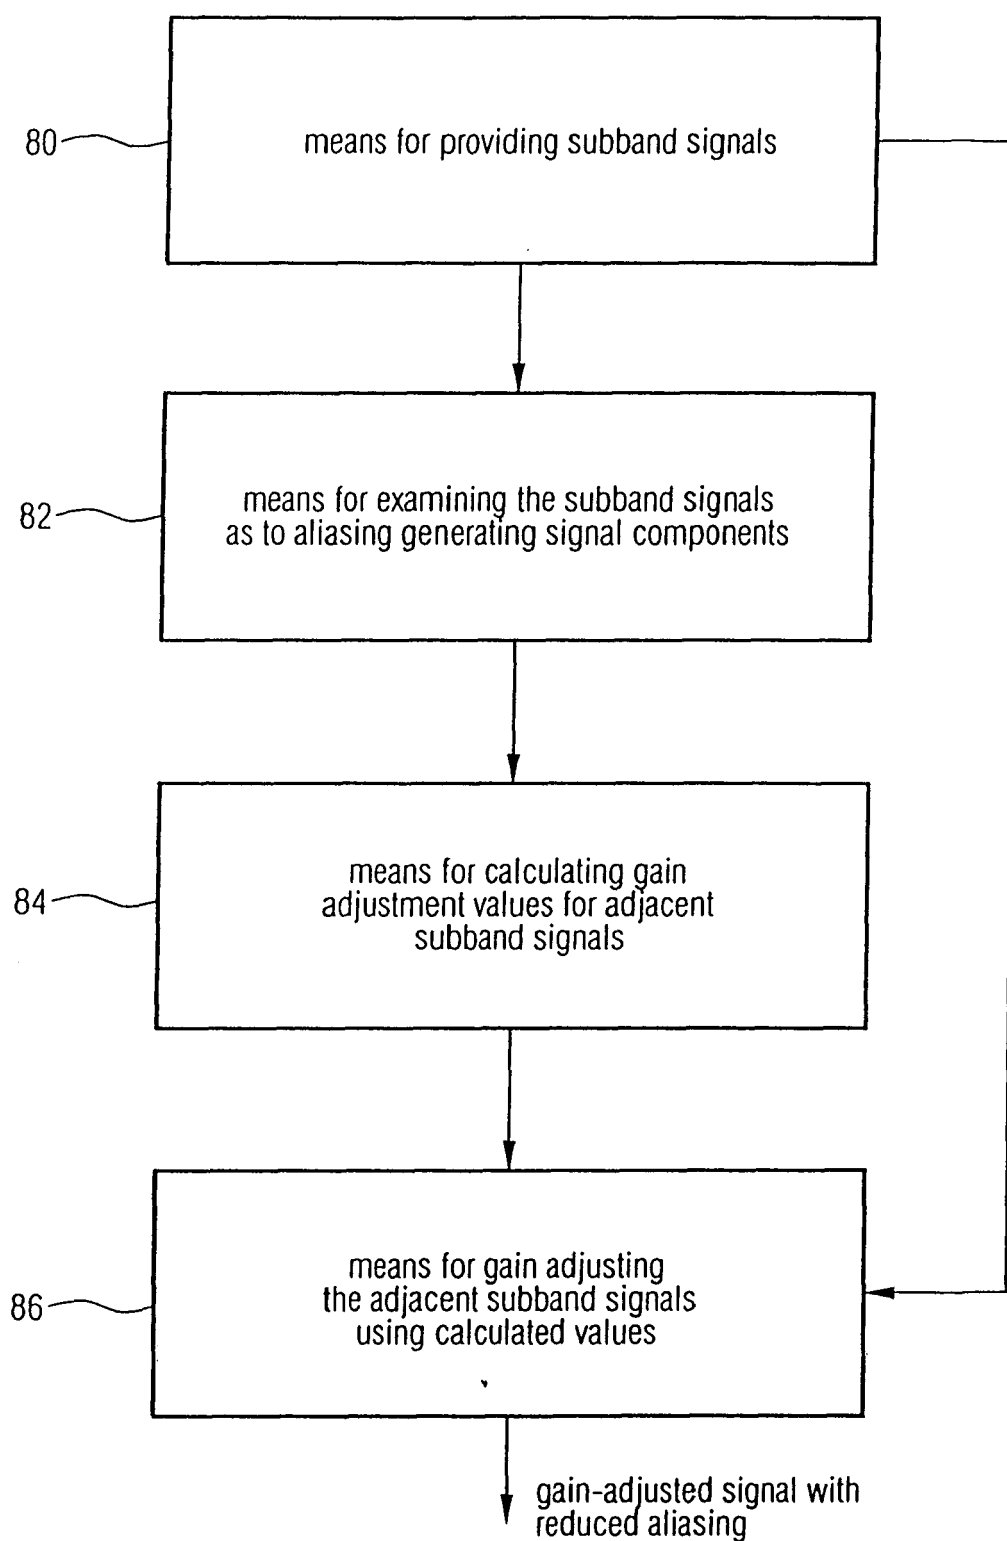 80
means for providing subband signals
82
means for examining the subband signals
as to aliasing generating signal components
84
means for calculating gain
adjustment values for adjacent
subband signals
86
means for gain adjusting
the adjacent subband signals
using calculated values
gain-adjusted signal with
reduced aliasing